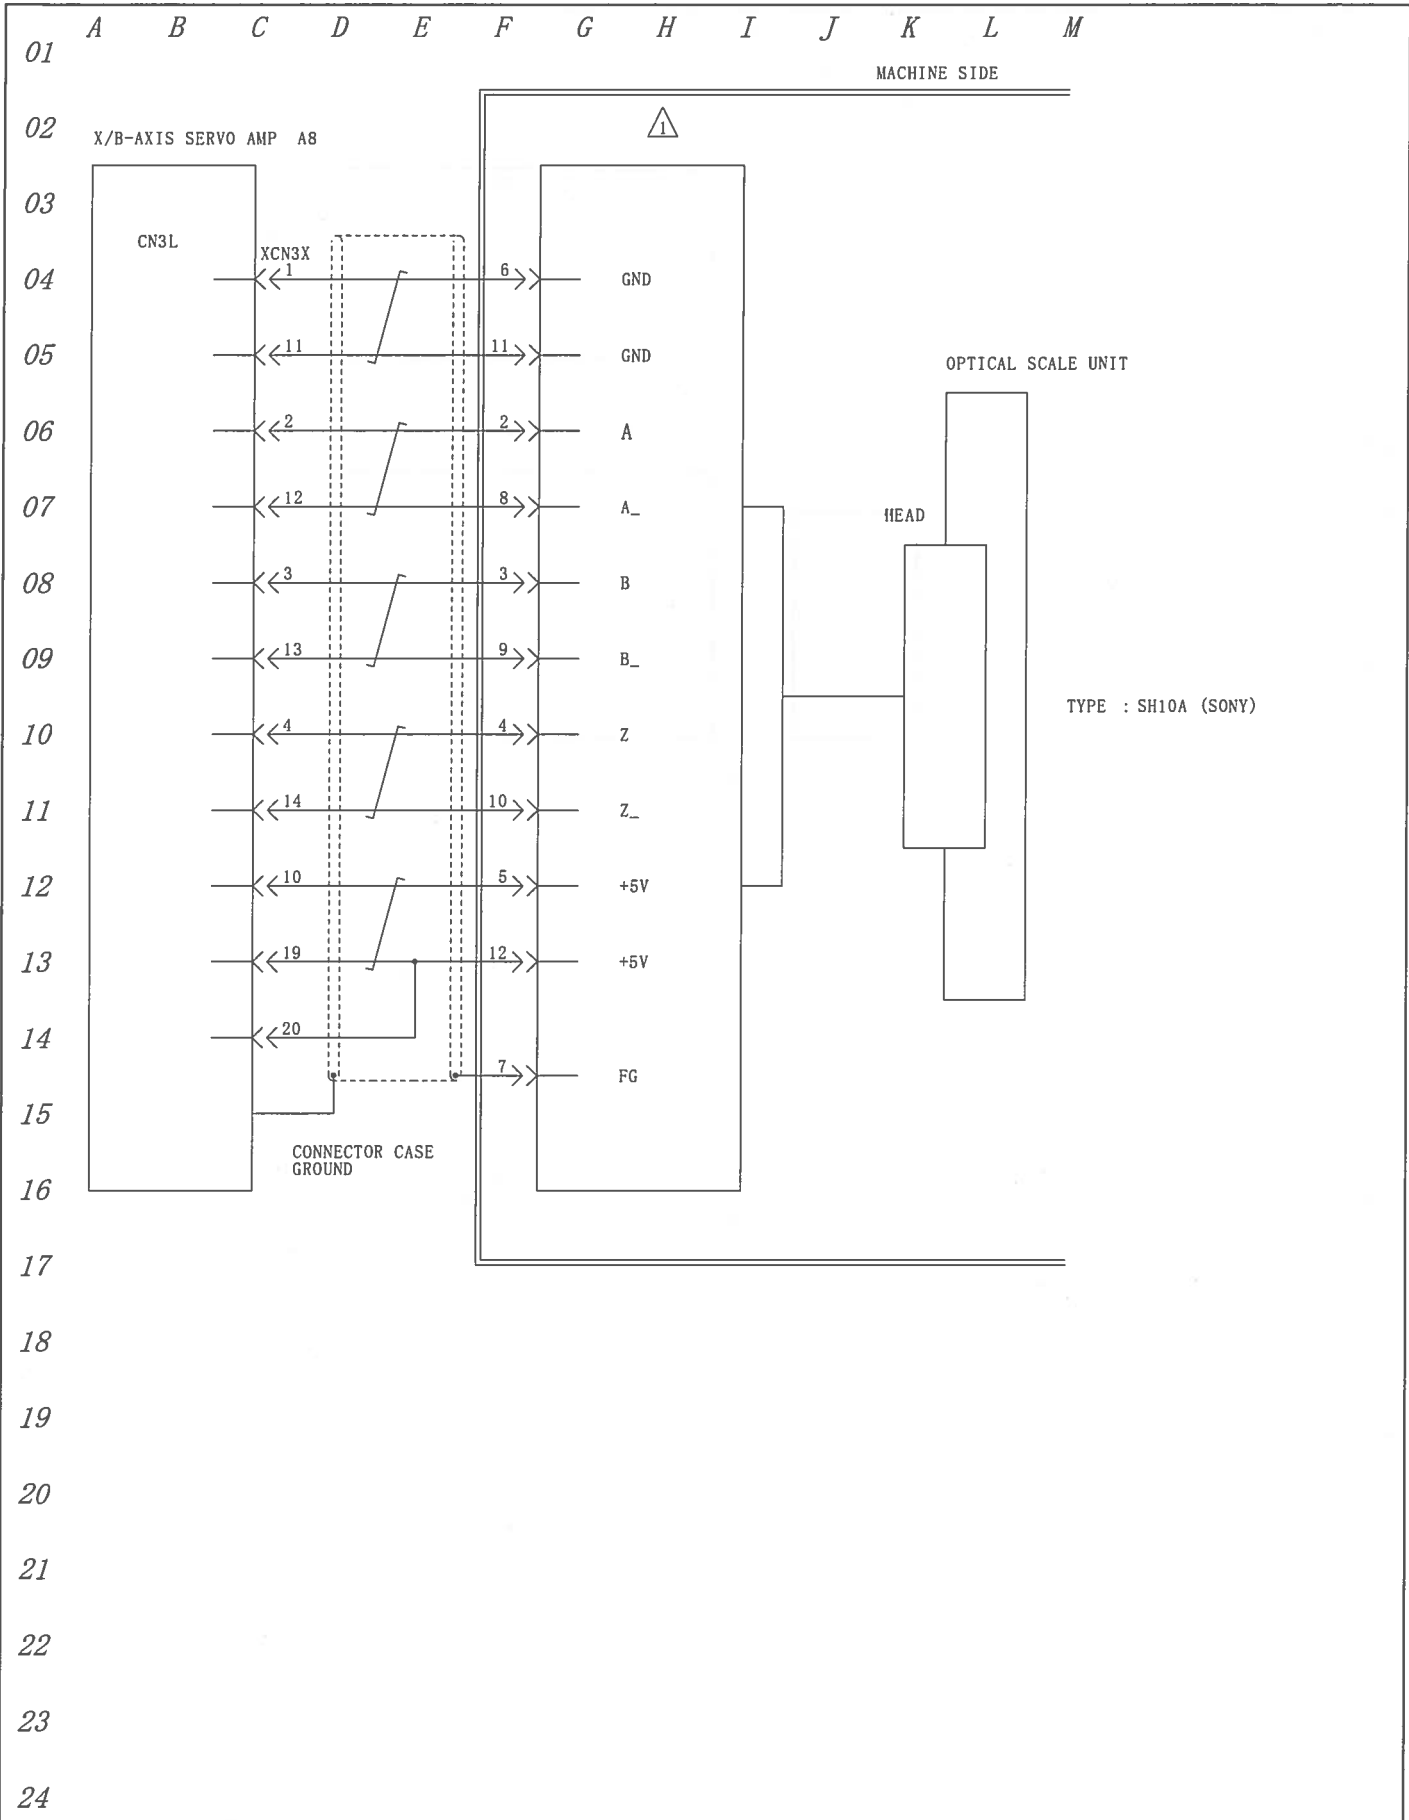 A B C D E F G H I J K L M
01
MACHINE SIDE
02
1
X/B-AXIS SERVO AMP A8
03
CN3L
XCN3X
04 1 6 GND
05 11 11 GND
OPTICAL SCALE UNIT
06 2 2 A
07 12 8 A_
HEAD
08 3 3 B
09 13 9 B_
TYPE : SH10A (SONY)
10 4 4 Z
11 14 10 Z_
12 10 5 +5V
13 19 12 +5V
14 20
7 FG
15
CONNECTOR CASE
GROUND
16
17
18
19
20
21
22
23
24